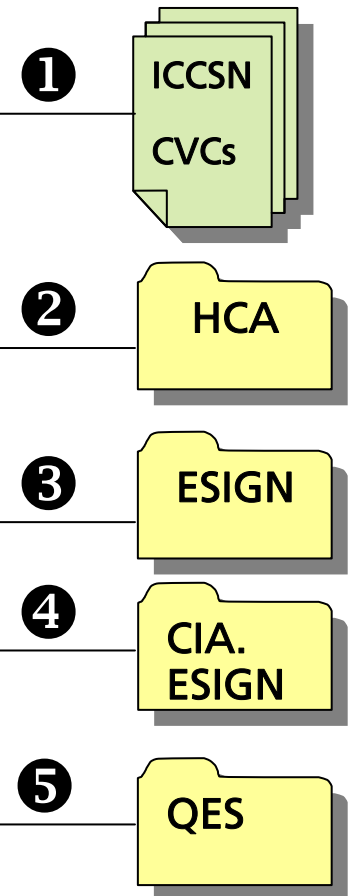 ❶
ICCSN
CVCs
❷
HCA
❸
ESIGN
❹
CIA.
ESIGN
❺
QES